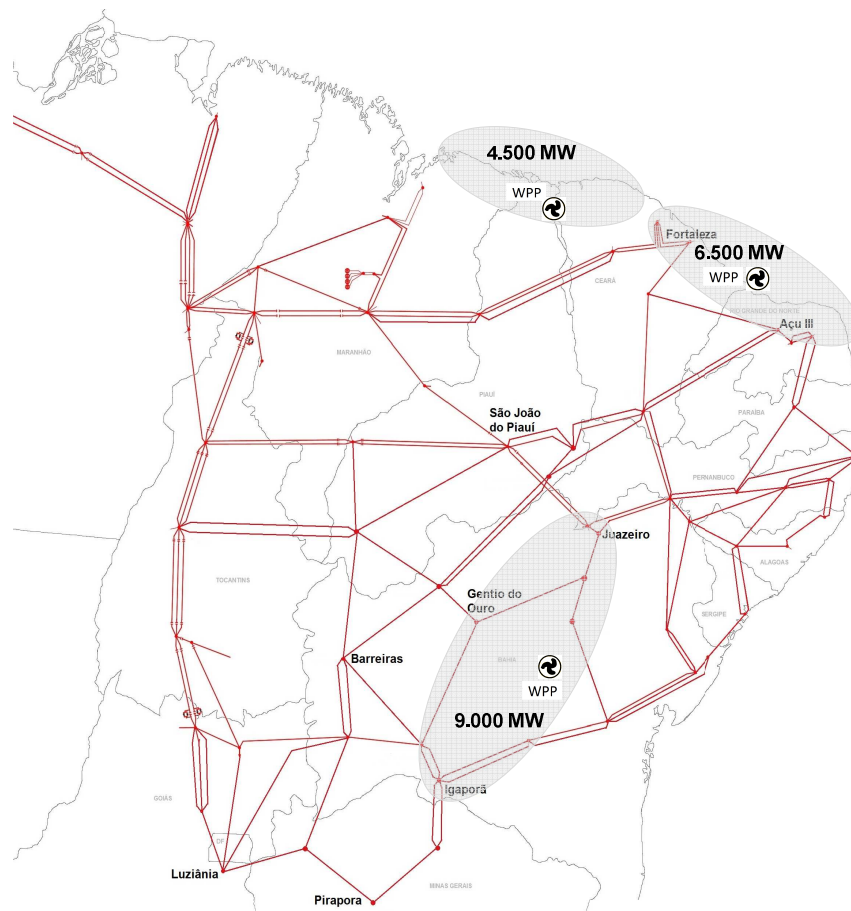 4.500 MW
WPP
Fortaleza
6.500 MW
WPP
CEARÁ
RIO GRANDE DO NORTE
Açu III
MARANHÃO
PIAUÍ
São João
do Piauí
PARAÍBA
PERNAMBUCO
Juazeiro
ALAGOAS
TOCANTINS
Gentio do
Ouro
SERGIPE
Barreiras
BAHIA
WPP
9.000 MW
Igaporã
GOIÁS
DF
Luziânia
MINAS GERAIS
Pirapora